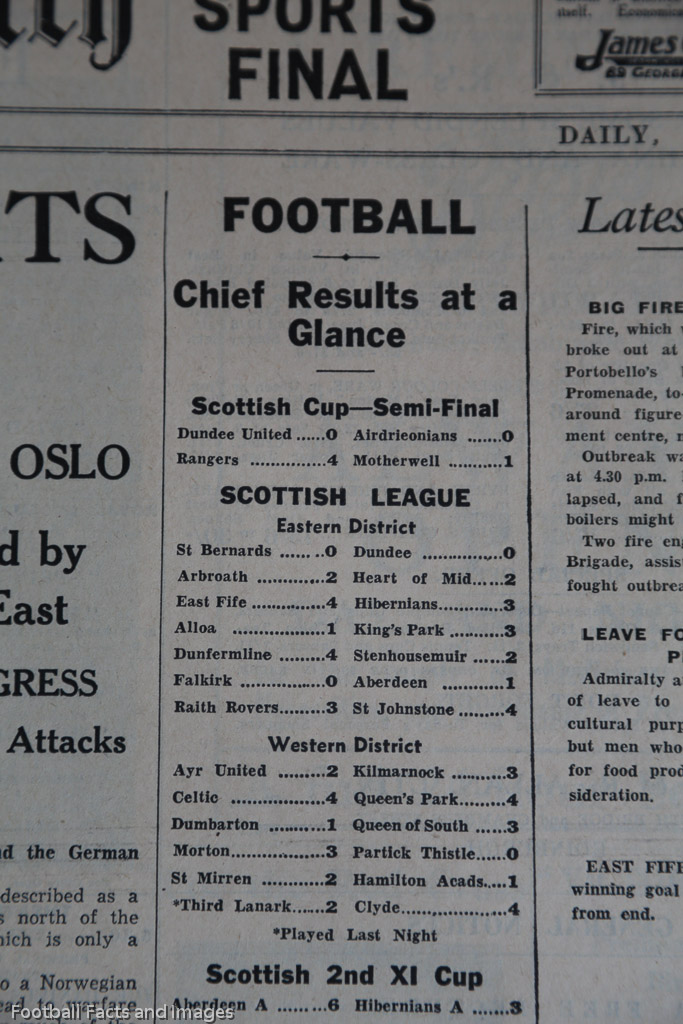 SPORTS
FINAL
James
DAILY,
TS
OSLO
d by
East
GRESS
Attacks
d the German
described as a
s north of the
hich is only a
o a Norwegian
ead to warfare
FOOTBALL
Chief Results at a
Glance
Scottish Cup—Semi-Final
Dundee United ......0 Airdrieonians .......0
Rangers ..............4 Motherwell ...........1
SCOTTISH LEAGUE
Eastern District
St Bernards ........0 Dundee ................0
Arbroath ............2 Heart of Mid......2
East Fife .............4 Hibernians.............3
Alloa .................1 King's Park ..........3
Dunfermline ........4 Stenhousemuir ......2
Falkirk ...............0 Aberdeen ............1
Raith Rovers........3 St Johnstone .........4
Western District
Ayr United .........2 Kilmarnock ...........3
Celtic .................4 Queen's Park..........4
Dumbarton ...........1 Queen of South ......3
Morton................3 Partick Thistle......0
St Mirren ............2 Hamilton Acads.....1
*Third Lanark......2 Clyde.....................4
*Played Last Night
Scottish 2nd XI Cup
Aberdeen A .........6 Hibernians A ........3
Lates
BIG FIRE
Fire, which
broke out at
Portobello's
Promenade, to-
around figure
ment centre,
Outbreak wa
at 4.30 p.m.
lapsed, and f
boilers might
Two fire en
Brigade, assis
fought outbrea
LEAVE FO
P
Admiralty a
of leave to
cultural purp
but men who
for food prod
sideration.
EAST FIFE
winning goal
from end.
Football Facts and Images